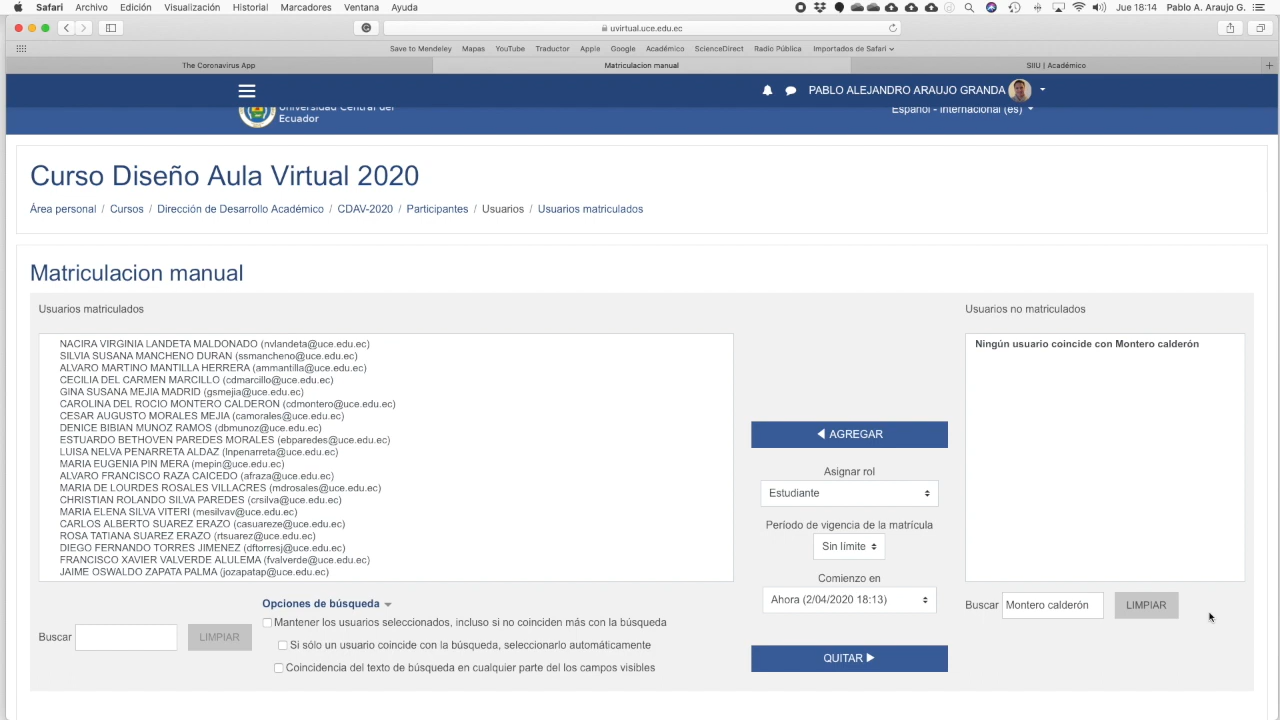 Safari Archivo Edición Visualización Historial Marcadores Ventana Ayuda Jue 18:14 Pablo A. Araujo G.
uvirtual.uce.edu.ec
Save to Mendeley Mapas YouTube Traductor Apple Google Académico ScienceDirect Radio Pública Importados de Safari
The Coronavirus App Matriculacion manual SIIU | Académico
PABLO ALEJANDRO ARAUJO GRANDA
Universidad Central del
Ecuador
Español - Internacional (es)
Curso Diseño Aula Virtual 2020
Área personal / Cursos / Dirección de Desarrollo Académico / CDAV-2020 / Participantes / Usuarios / Usuarios matriculados
Matriculacion manual
Usuarios matriculados
NACIRA VIRGINIA LANDETA MALDONADO (nvlandeta@uce.edu.ec)
SILVIA SUSANA MANCHENO DURAN (ssmancheno@uce.edu.ec)
ALVARO MARTINO MANTILLA HERRERA (ammantilla@uce.edu.ec)
CECILIA DEL CARMEN MARCILLO (cdmarcillo@uce.edu.ec)
GINA SUSANA MEJIA MADRID (gsmejia@uce.edu.ec)
CAROLINA DEL ROCIO MONTERO CALDERON (cdmontero@uce.edu.ec)
CESAR AUGUSTO MORALES MEJIA (camorales@uce.edu.ec)
DENICE BIBIAN MUNOZ RAMOS (dbmunoz@uce.edu.ec)
ESTUARDO BETHOVEN PAREDES MORALES (ebparedes@uce.edu.ec)
LUISA NELVA PENARRETA ALDAZ (lnpenarreta@uce.edu.ec)
MARIA EUGENIA PIN MERA (mepin@uce.edu.ec)
ALVARO FRANCISCO RAZA CAICEDO (afraza@uce.edu.ec)
MARIA DE LOURDES ROSALES VILLACRES (mdrosales@uce.edu.ec)
CHRISTIAN ROLANDO SILVA PAREDES (crsilva@uce.edu.ec)
MARIA ELENA SILVA VITERI (mesilvav@uce.edu.ec)
CARLOS ALBERTO SUAREZ ERAZO (casuareze@uce.edu.ec)
ROSA TATIANA SUAREZ ERAZO (rtsuarez@uce.edu.ec)
DIEGO FERNANDO TORRES JIMENEZ (dftorresj@uce.edu.ec)
FRANCISCO XAVIER VALVERDE ALULEMA (fvalverde@uce.edu.ec)
JAIME OSWALDO ZAPATA PALMA (jozapatap@uce.edu.ec)
Opciones de búsqueda
Buscar LIMPIAR
Mantener los usuarios seleccionados, incluso si no coinciden más con la búsqueda
Si sólo un usuario coincide con la búsqueda, seleccionarlo automáticamente
Coincidencia del texto de búsqueda en cualquier parte del los campos visibles
AGREGAR
Asignar rol
Estudiante
Período de vigencia de la matrícula
Sin límite
Comienzo en
Ahora (2/04/2020 18:13)
QUITAR
Usuarios no matriculados
Ningún usuario coincide con Montero calderón
Buscar Montero calderón LIMPIAR